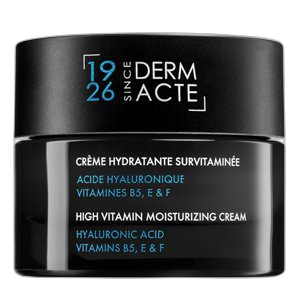 19
26
SINCE
DERM
ACTE
CRÈME HYDRATANTE SURVITAMINÉE
ACIDE HYALURONIQUE
VITAMINES B5, E & F
HIGH VITAMIN MOISTURIZING CREAM
HYALURONIC ACID
VITAMINS B5, E & F